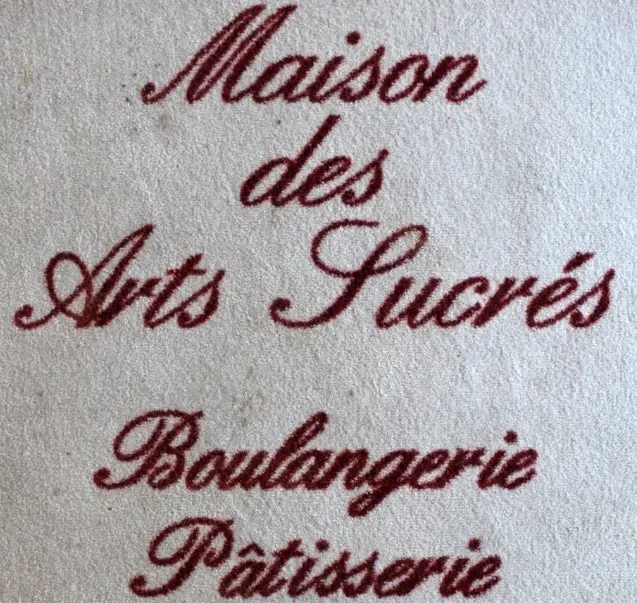 Maison
des
Arts Sucrés
Boulangerie
Pâtisserie